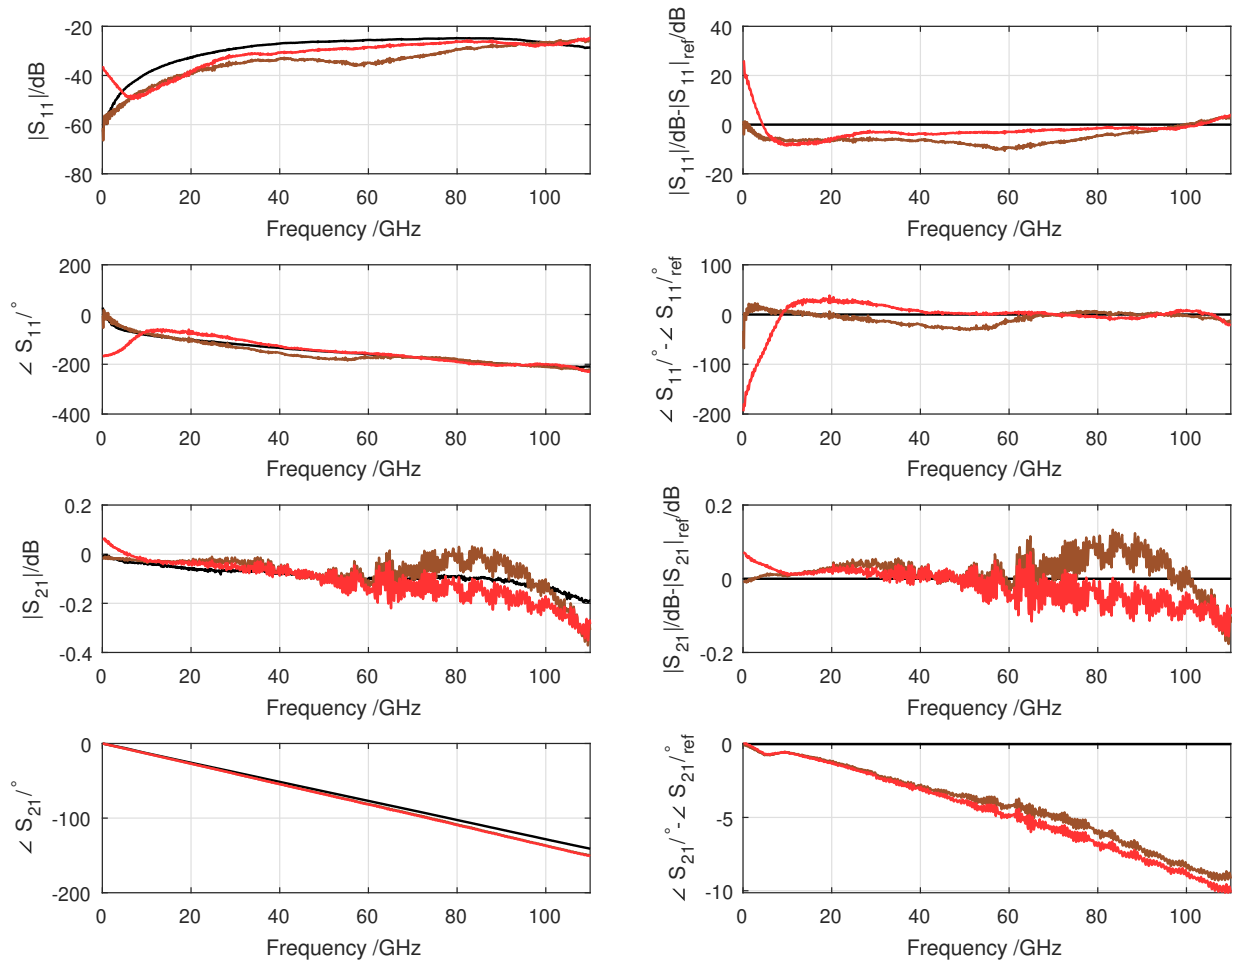 -20
-40
-60
-80
0 20 40 60 80 100
Frequency /GHz
|S11|/dB
40
20
0
-20
0 20 40 60 80 100
Frequency /GHz
|S11|/dB-|S11|ref/dB
200
0
-200
-400
0 20 40 60 80 100
Frequency /GHz
∠ S11/°
100
0
-100
-200
0 20 40 60 80 100
Frequency /GHz
∠ S11/°-∠ S11/°ref
0.2
0
-0.2
-0.4
0 20 40 60 80 100
Frequency /GHz
|S21|/dB
0.2
0
-0.2
0 20 40 60 80 100
Frequency /GHz
|S21|/dB-|S21|ref/dB
0
-100
-200
0 20 40 60 80 100
Frequency /GHz
∠ S21/°
0
-5
-10
0 20 40 60 80 100
Frequency /GHz
∠ S21/°-∠ S21/°ref